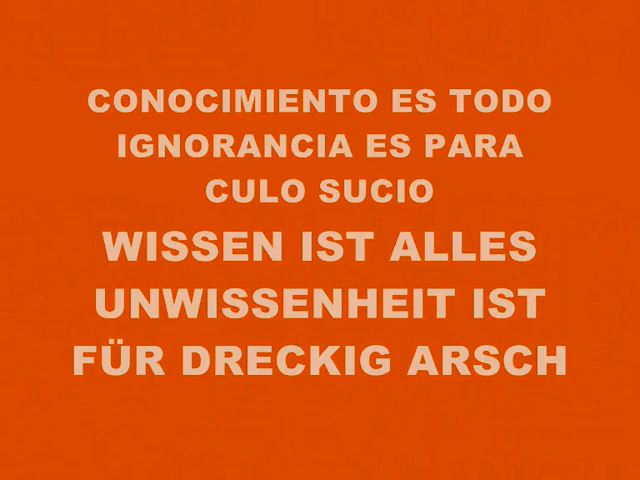 CONOCIMIENTO ES TODO
IGNORANCIA ES PARA
CULO SUCIO
WISSEN IST ALLES
UNWISSENHEIT IST
FÜR DRECKIG ARSCH